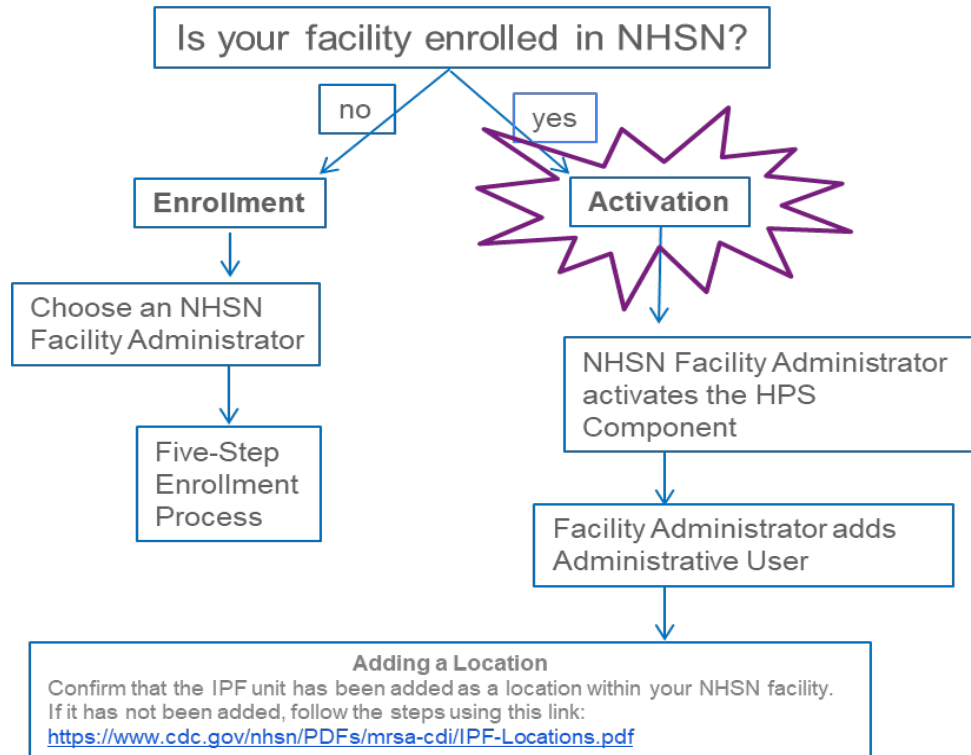 Is your facility enrolled in NHSN?
no
yes
Enrollment
Activation
Choose an NHSN
Facility Administrator
NHSN Facility Administrator
activates the HPS
Component
Five-Step
Enrollment
Process
Facility Administrator adds
Administrative User
Adding a Location
Confirm that the IPF unit has been added as a location within your NHSN facility.
If it has not been added, follow the steps using this link:
https://www.cdc.gov/nhsn/PDFs/mrsa-cdi/IPF-Locations.pdf